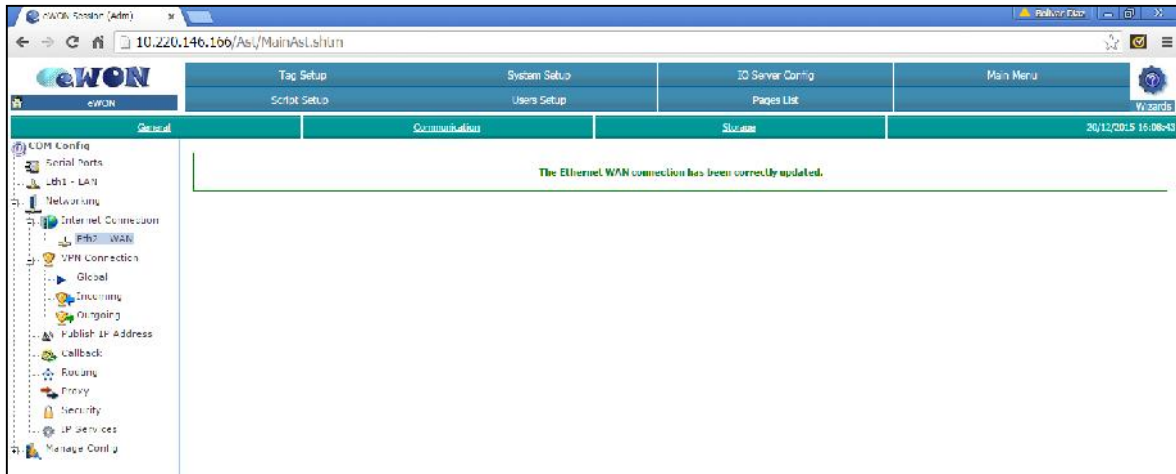 eWON Session (Adm)
Bolivar Diaz
10.220.146.166/Ast/MainAst.shtm
eWON
eWON
Tag Setup
System Setup
IO Server Config
Main Menu
Script Setup
Users Setup
Pages List
Wizards
General
Communication
Storage
20/12/2015 16:08:43
COM Config
Serial Ports
Eth1 - LAN
Networking
Internet Connection
Eth2 - WAN
VPN Connection
Global
Incoming
Outgoing
Publish IP Address
Callback
Routing
Proxy
Security
IP Services
Manage Config
The Ethernet WAN connection has been correctly updated.